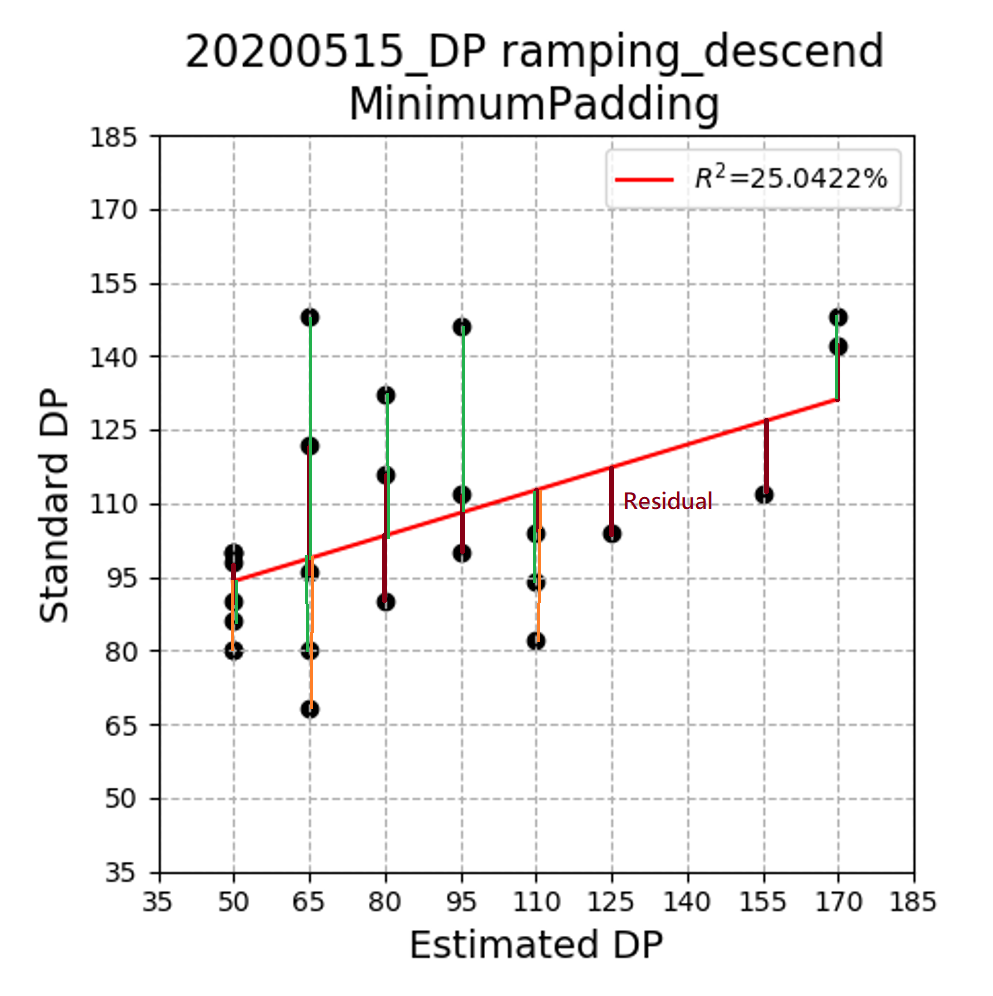 20200515_DP ramping_descend
MinimumPadding
R²=25.0422%
185
170
155
140
125
110
95
80
65
50
35
Standard DP
Residual
35 50 65 80 95 110 125 140 155 170 185
Estimated DP